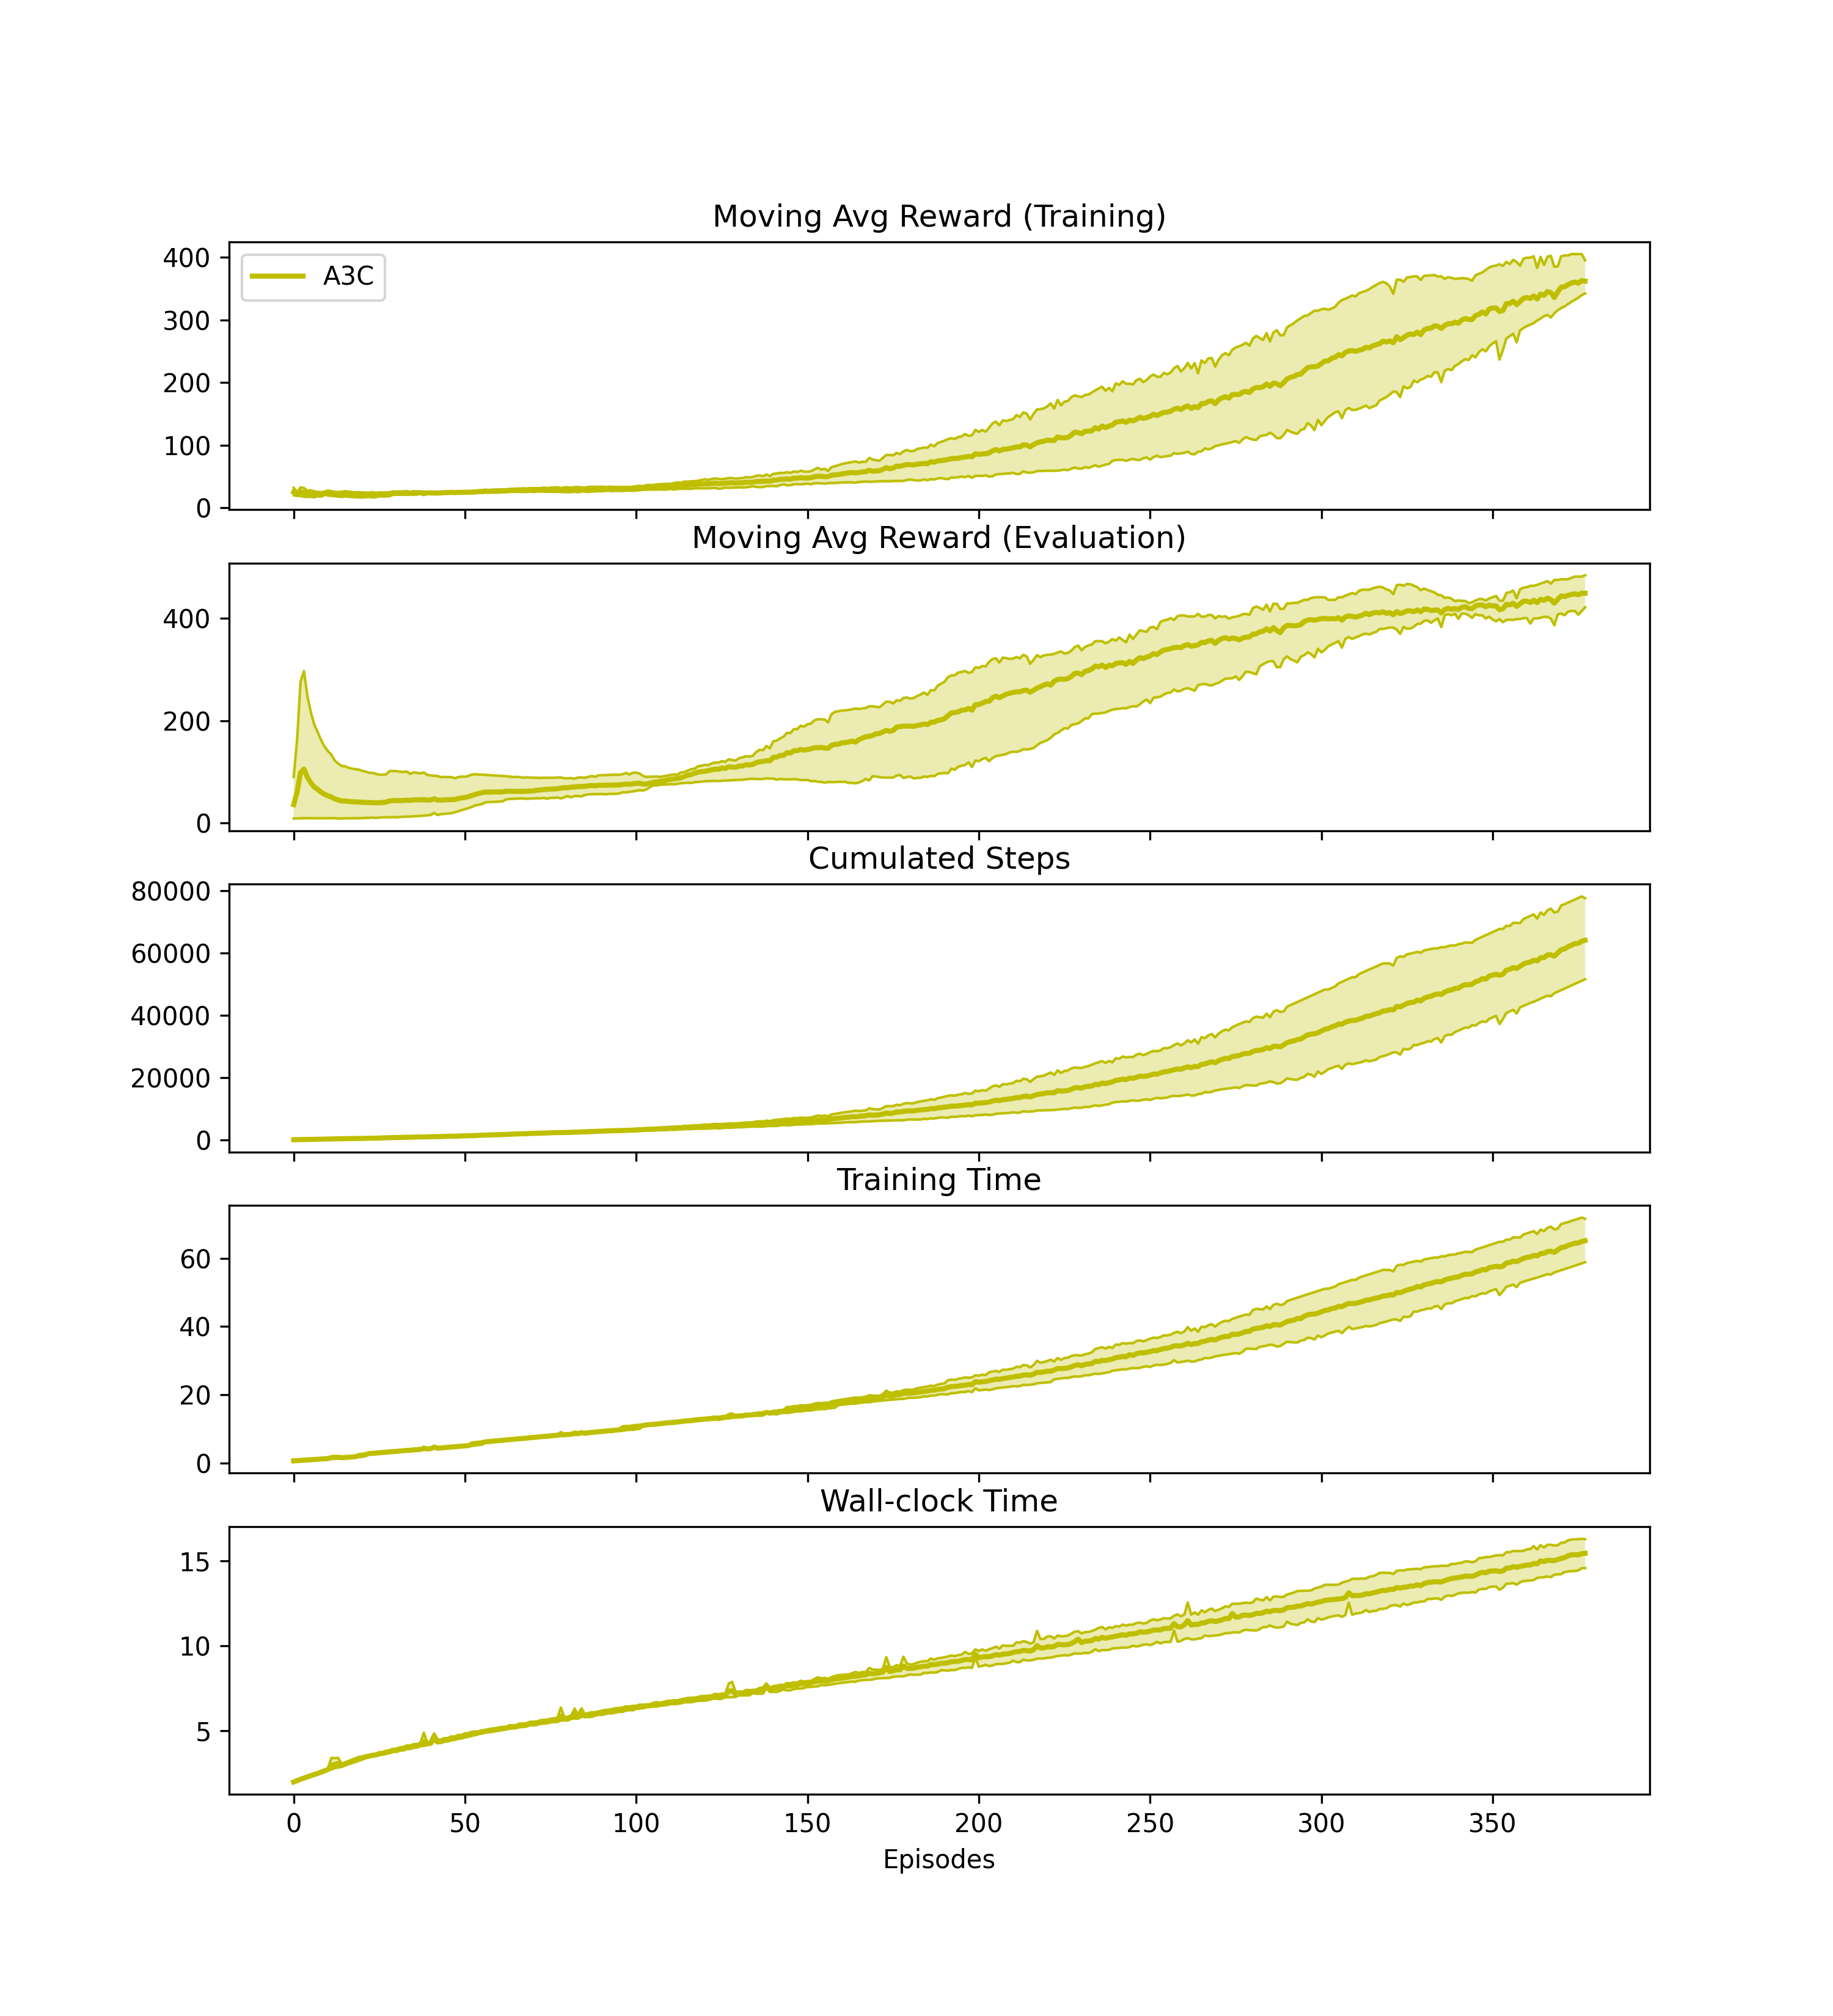 Moving Avg Reward (Training)
400
300
200
100
0
A3C
Moving Avg Reward (Evaluation)
400
200
0
Cumulated Steps
80000
60000
40000
20000
0
Training Time
60
40
20
0
Wall-clock Time
15
10
5
0 50 100 150 200 250 300 350
Episodes